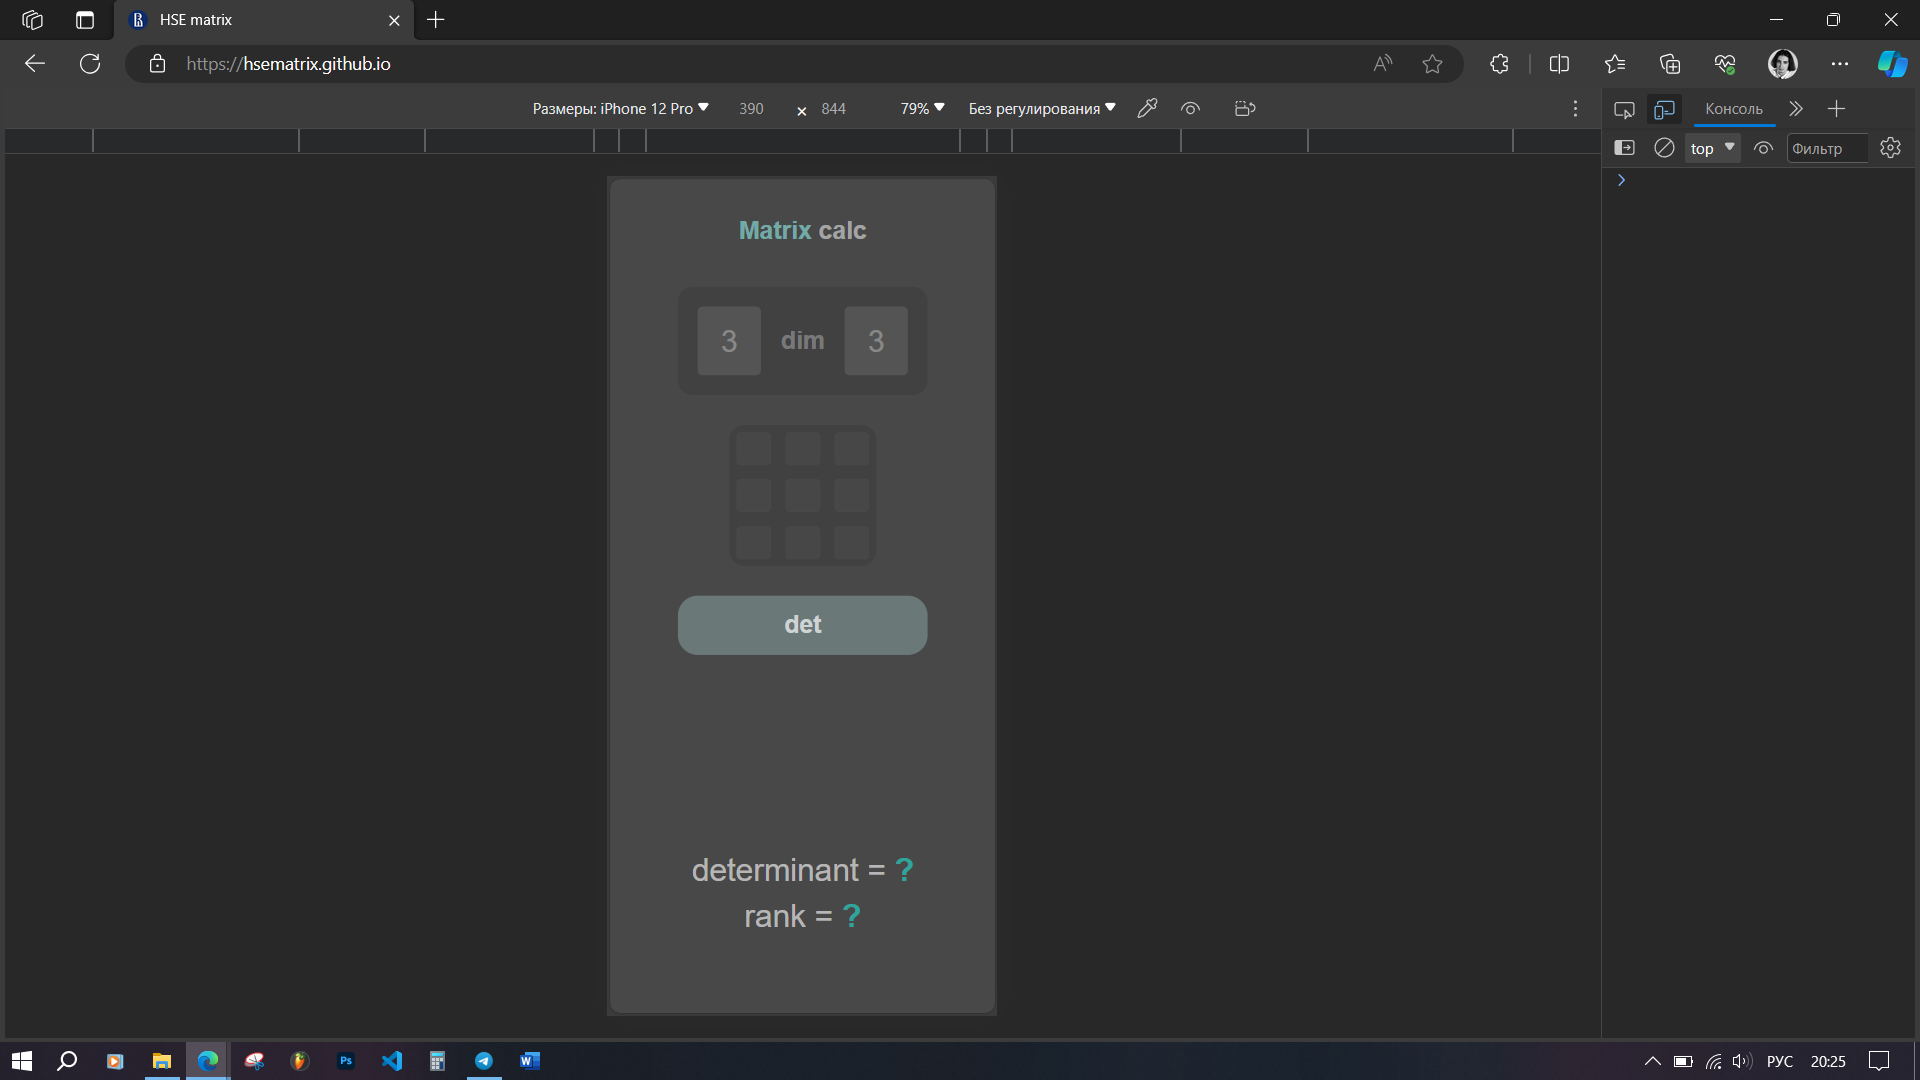 HSE matrix
https://hsematrix.github.io
Размеры: iPhone 12 Pro 390 × 844 79% Без регулирования
Консоль
top Фильтр
Matrix calc
3 dim 3
det
determinant = ?
rank = ?
Ps
РУС 20:25